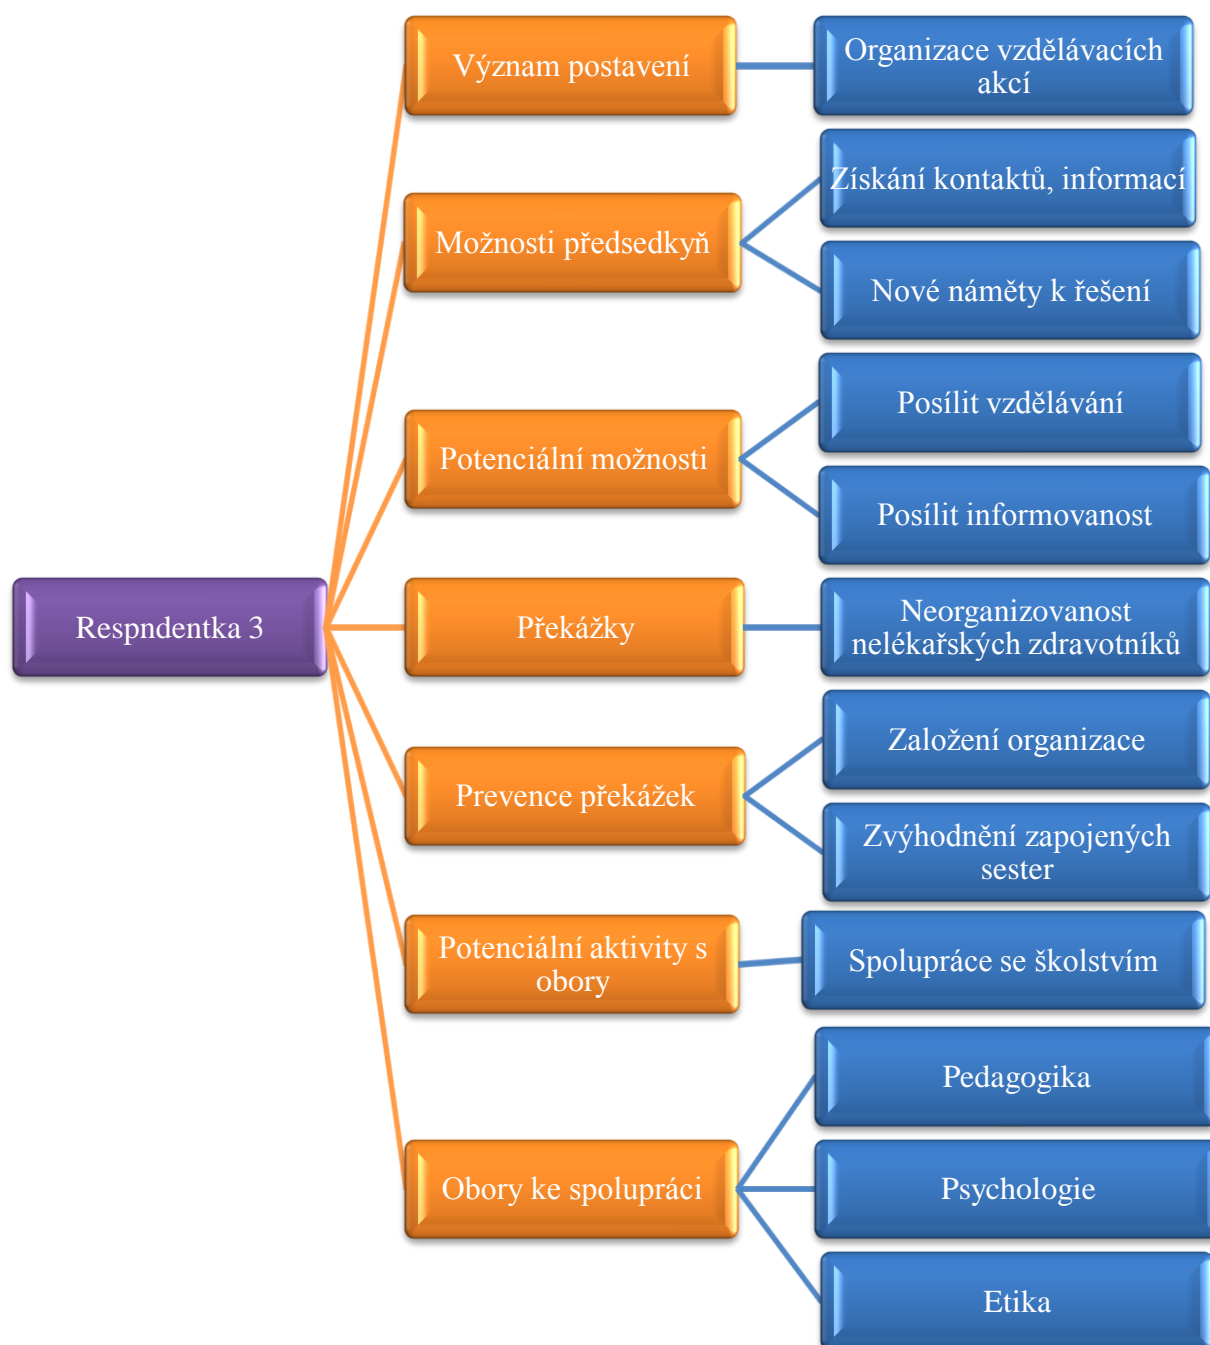 Význam postavení
Organizace vzdělávacích
akcí
Možnosti předsedkyň
Získání kontaktů, informací
Nové náměty k řešení
Potenciální možnosti
Posílit vzdělávání
Posílit informovanost
Respndentka 3
Překážky
Neorganizovanost
nelékařských zdravotníků
Prevence překážek
Založení organizace
Zvýhodnění zapojených
sester
Potenciální aktivity s
obory
Spolupráce se školstvím
Obory ke spolupráci
Pedagogika
Psychologie
Etika